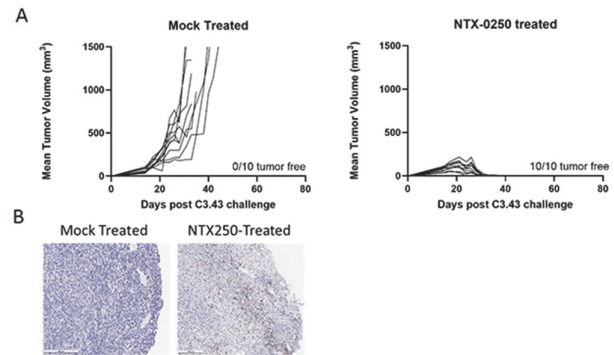 A
Mock Treated
Mean Tumor Volume (mm³)
1500
1000
500
0
0/10 tumor free
0 20 40 60 80
Days post C3.43 challenge
NTX-0250 treated
Mean Tumor Volume (mm³)
1500
1000
500
0
10/10 tumor free
0 20 40 60 80
Days post C3.43 challenge
B
Mock Treated
NTX250-Treated